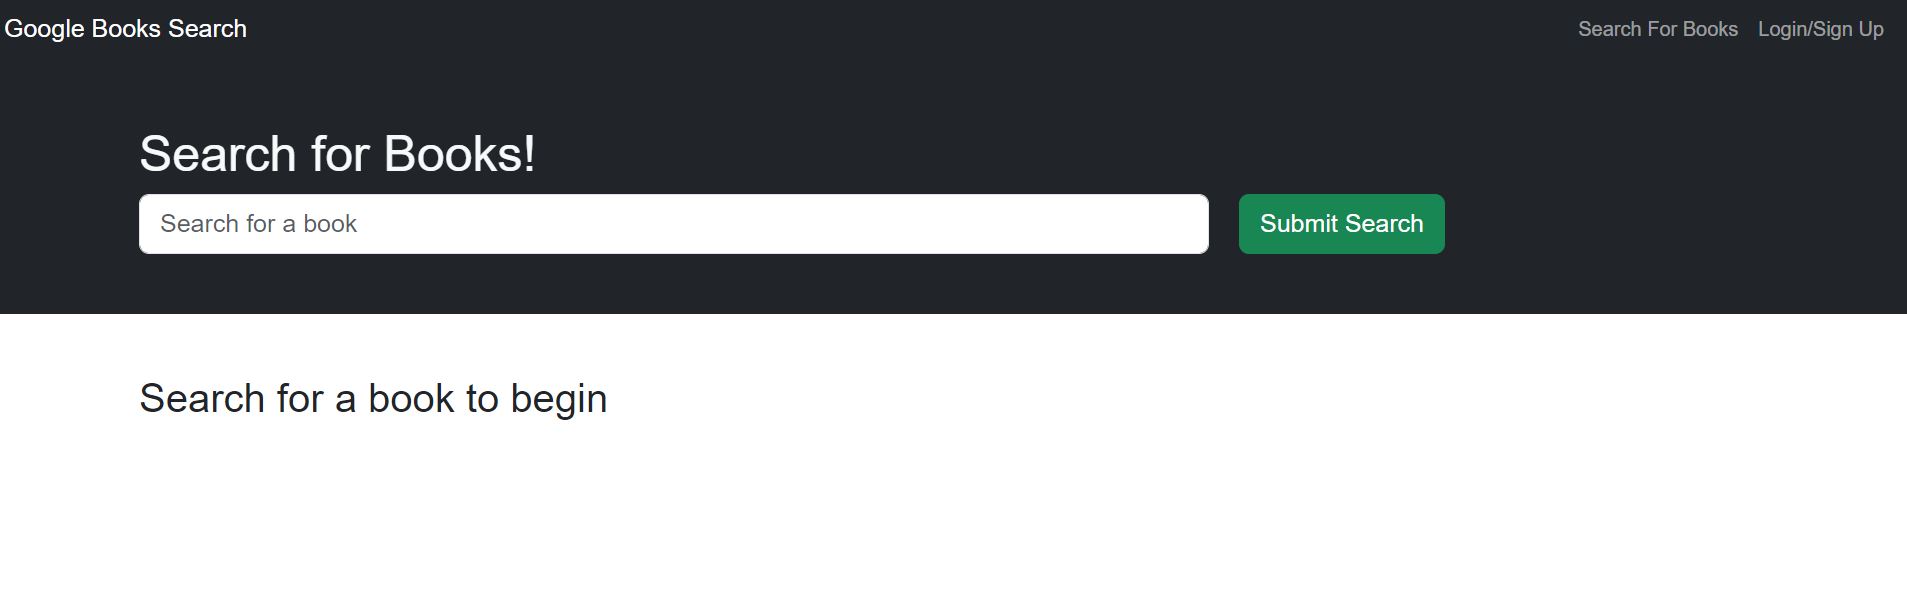 Google Books Search
Search For Books
Login/Sign Up
Search for Books!
Search for a book
Submit Search
Search for a book to begin